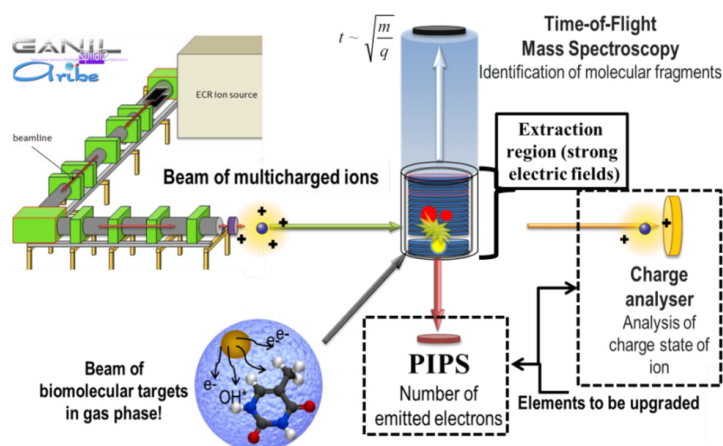 GANIL
Aribe
ECR ion source
beamline
t ~ √(m/q)
Time-of-Flight
Mass Spectroscopy
Identification of molecular fragments
Extraction
region (strong
electric fields)
Beam of multicharged ions
+ + + +
+ +
Charge
analyser
Analysis of
charge state of
ion
Beam of
biomolecular targets
in gas phase!
e- e-
e-
OH*
PIPS
Number of
emitted electrons
Elements to be upgraded